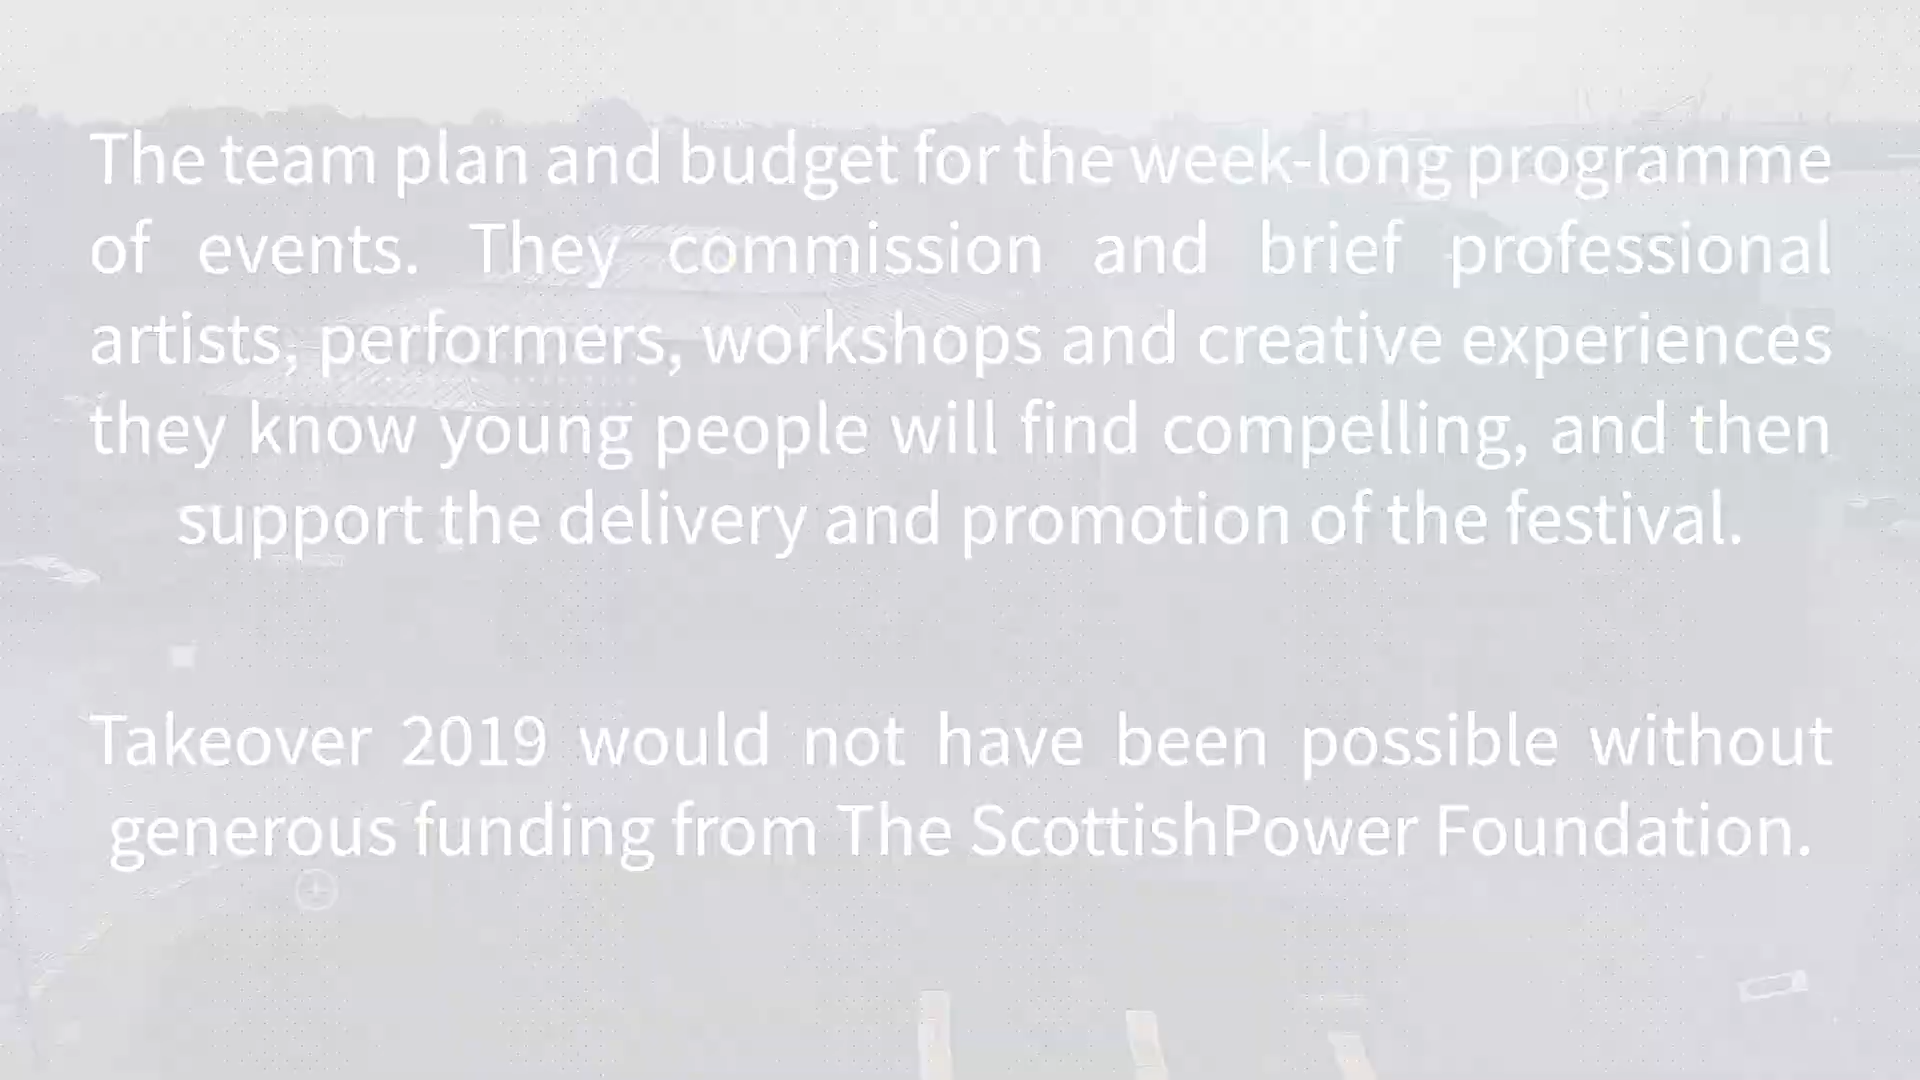 The team plan and budget for the week-long programme
of events. They commission and brief professional
artists, performers, workshops and creative experiences
they know young people will find compelling, and then
support the delivery and promotion of the festival.
Takeover 2019 would not have been possible without
generous funding from The ScottishPower Foundation.